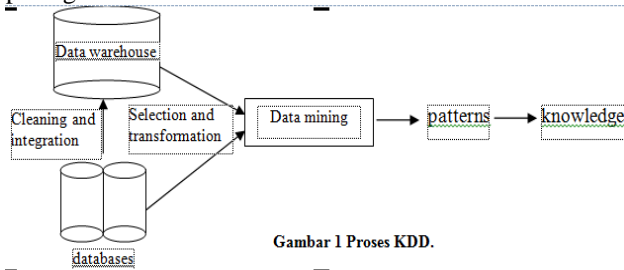 Data warehouse
Cleaning and
integration
Selection and
transformation
Data mining
patterns
knowledge
databases
Gambar 1 Proses KDD.